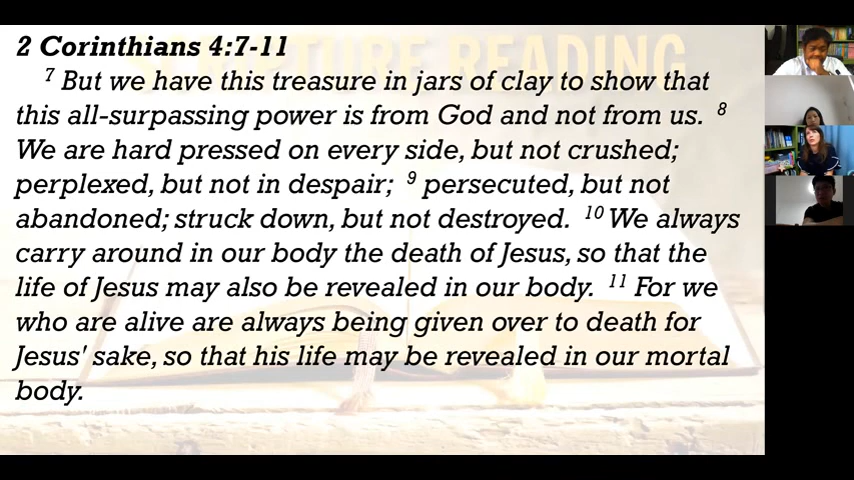 SCRIPTURE READING
2 Corinthians 4:7-11
7 But we have this treasure in jars of clay to show that
this all-surpassing power is from God and not from us. 8
We are hard pressed on every side, but not crushed;
perplexed, but not in despair; 9 persecuted, but not
abandoned; struck down, but not destroyed. 10 We always
carry around in our body the death of Jesus, so that the
life of Jesus may also be revealed in our body. 11 For we
who are alive are always being given over to death for
Jesus' sake, so that his life may be revealed in our mortal
body.